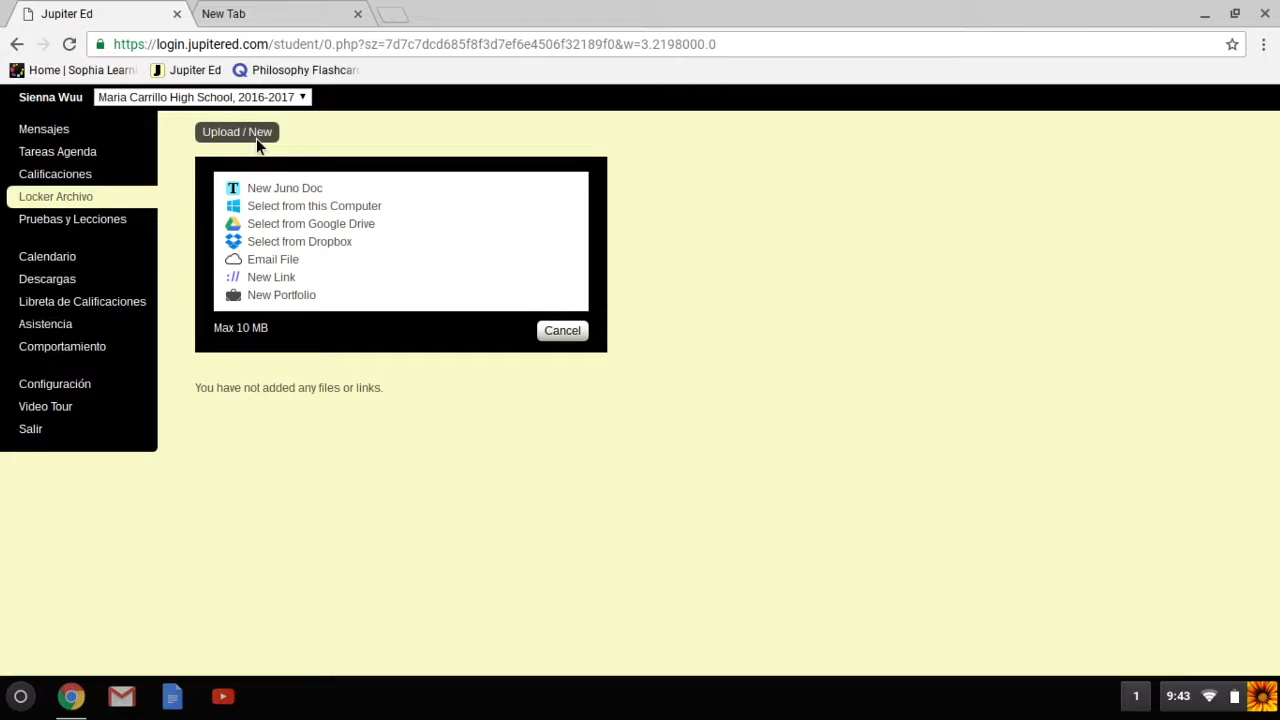 Jupiter Ed
New Tab
https://login.jupitered.com/student/0.php?sz=7d7c7dcd685f8f3d7ef6e4506f32189f0&w=3.2198000.0
Home | Sophia Learni
Jupiter Ed
Philosophy Flashcar
Sienna Wuu
Maria Carrillo High School, 2016-2017
Mensajes
Tareas Agenda
Calificaciones
Locker Archivo
Pruebas y Lecciones
Calendario
Descargas
Libreta de Calificaciones
Asistencia
Comportamiento
Configuración
Video Tour
Salir
Upload / New
T New Juno Doc
Select from this Computer
Select from Google Drive
Select from Dropbox
Email File
:// New Link
New Portfolio
Max 10 MB
Cancel
You have not added any files or links.
1
9:43